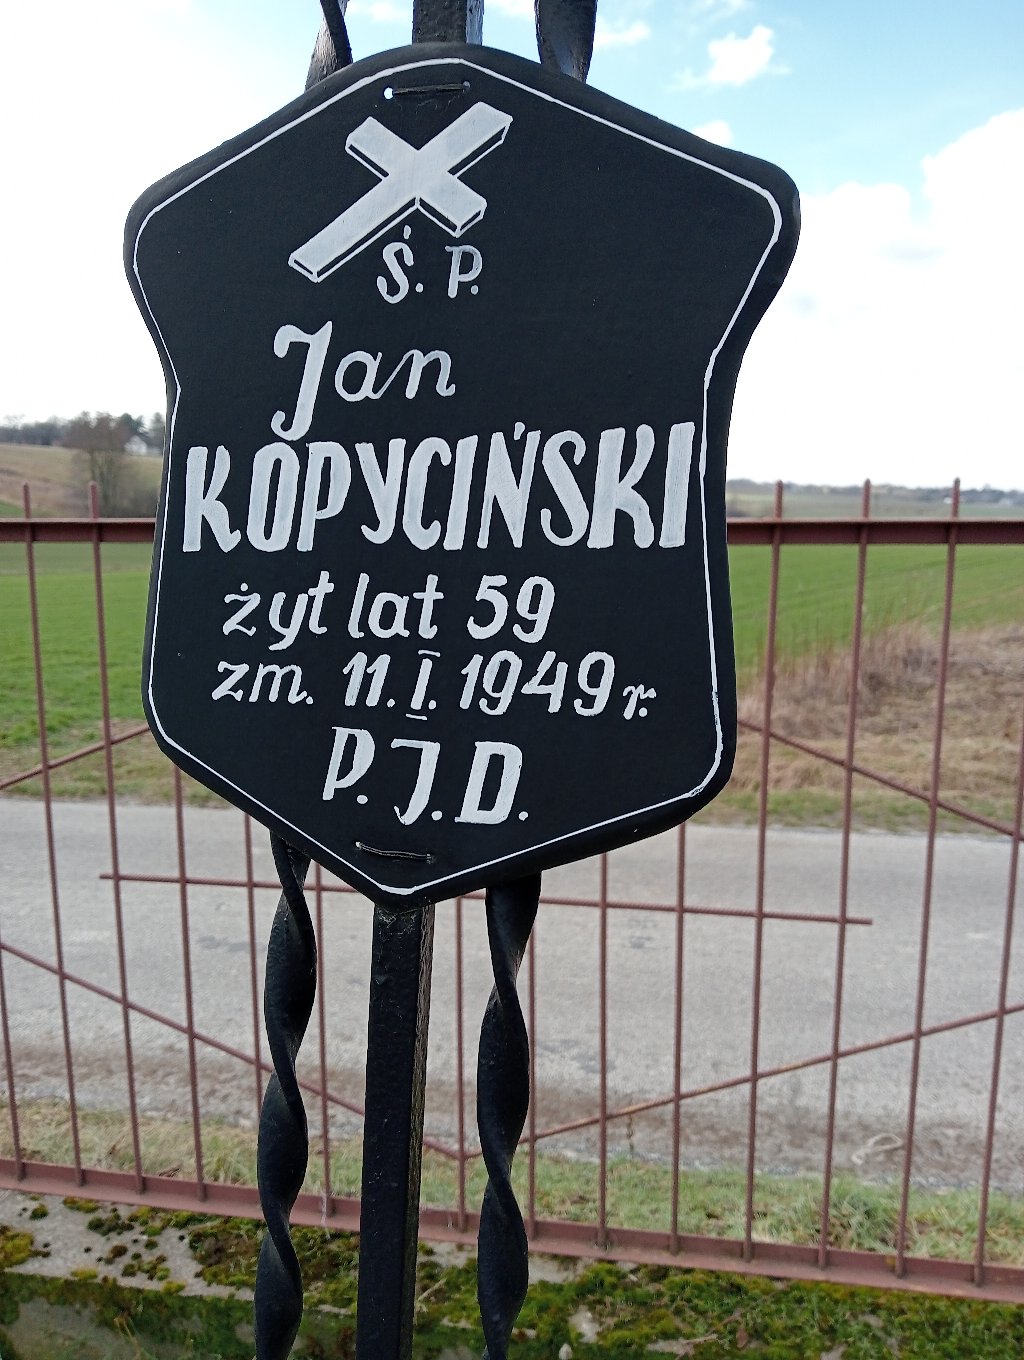 Ś. P.
Jan
KOPYCIŃSKI
żył lat 59
zm. 11.I.1949 r.
P.J.D.